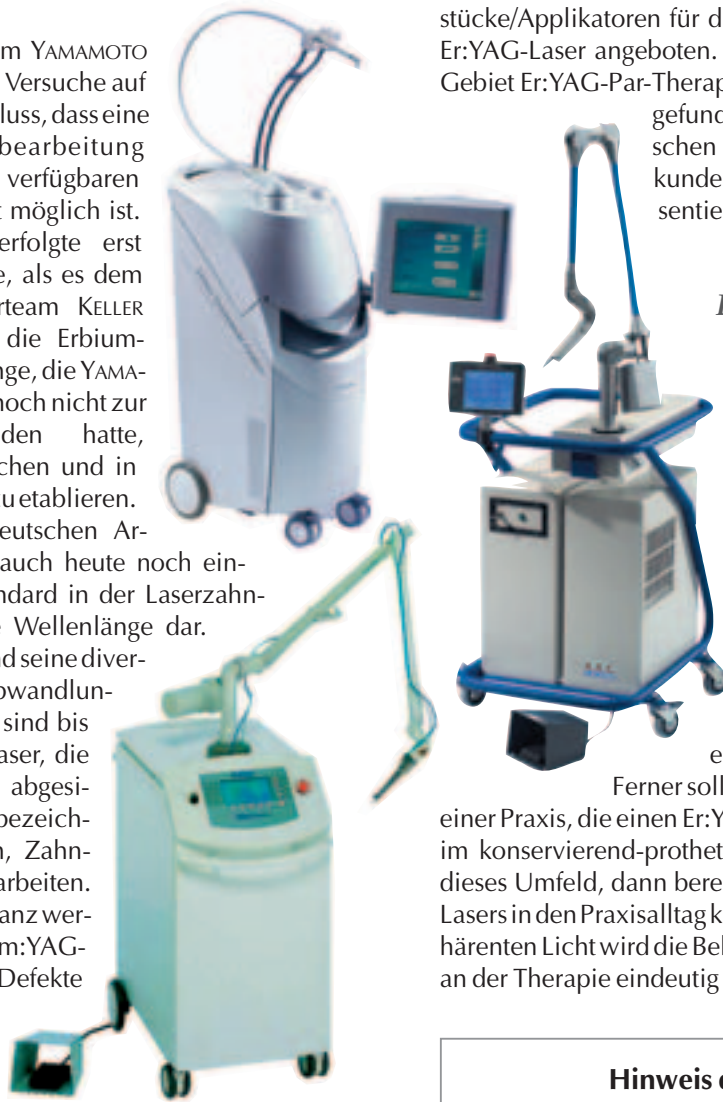 m YAMAMOTO
Versuche auf
luss, dass eine
bearbeitung
verfügbaren
t möglich ist.
erfolgte erst
e, als es dem
rteam KELLER
die Erbium-
nge, die YAMA-
noch nicht zur
den hatte,
chen und in
zu etablieren.
eutschen Ar-
auch heute noch ein-
ndard in der Laserzahn-
e Wellenlänge dar.
nd seine diver-
bwandlun-
sind bis
aser, die
abgesi-
bezeich-
n, Zahn-
arbeiten.
anz wer-
m:YAG-
Defekte
stücke/Applikatoren für d
Er:YAG-Laser angeboten.
Gebiet Er:YAG-Par-Therap
gefund
schen
kunde
sentie
e
Ferner soll
einer Praxis, die einen Er:Y
im konservierend-prothet
dieses Umfeld, dann bere
Lasers in den Praxisalltag k
härenten Licht wird die Bel
an der Therapie eindeutig
Hinweis d